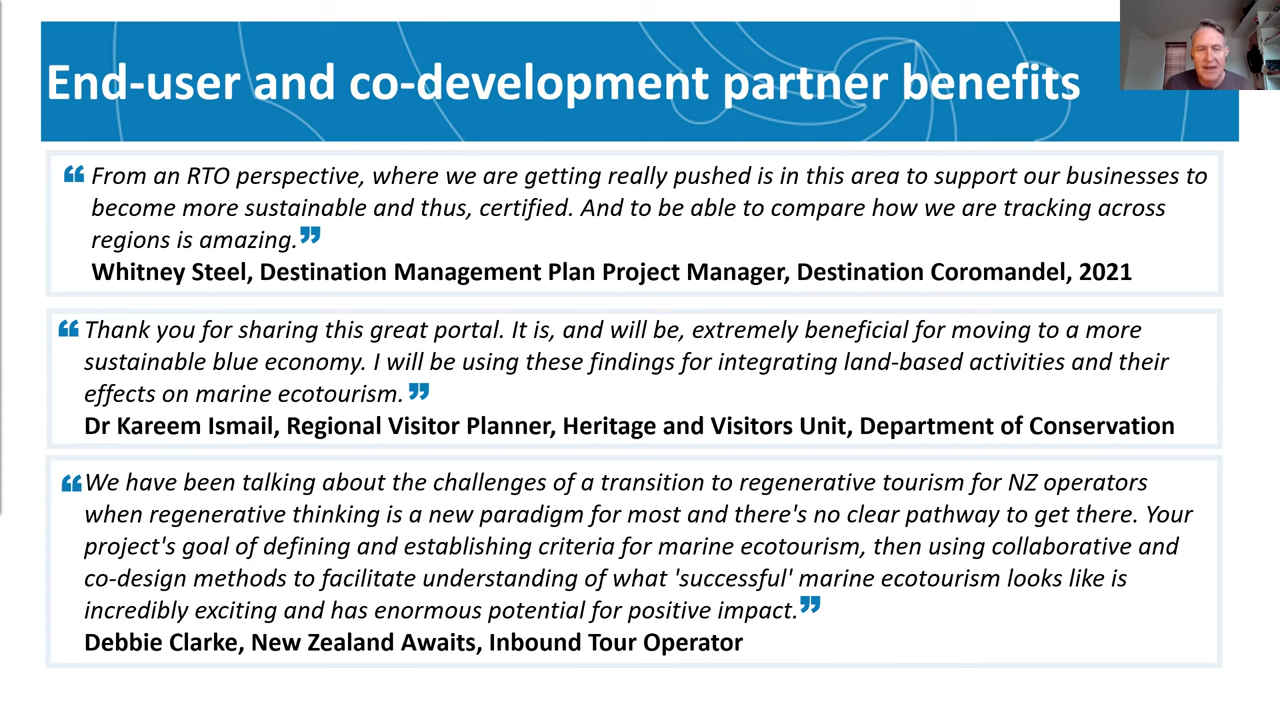 End-user and co-development partner benefits
“From an RTO perspective, where we are getting really pushed is in this area to support our businesses to
become more sustainable and thus, certified. And to be able to compare how we are tracking across
regions is amazing.”
Whitney Steel, Destination Management Plan Project Manager, Destination Coromandel, 2021
“Thank you for sharing this great portal. It is, and will be, extremely beneficial for moving to a more
sustainable blue economy. I will be using these findings for integrating land-based activities and their
effects on marine ecotourism. ”
Dr Kareem Ismail, Regional Visitor Planner, Heritage and Visitors Unit, Department of Conservation
“We have been talking about the challenges of a transition to regenerative tourism for NZ operators
when regenerative thinking is a new paradigm for most and there's no clear pathway to get there. Your
project's goal of defining and establishing criteria for marine ecotourism, then using collaborative and
co-design methods to facilitate understanding of what 'successful' marine ecotourism looks like is
incredibly exciting and has enormous potential for positive impact.”
Debbie Clarke, New Zealand Awaits, Inbound Tour Operator